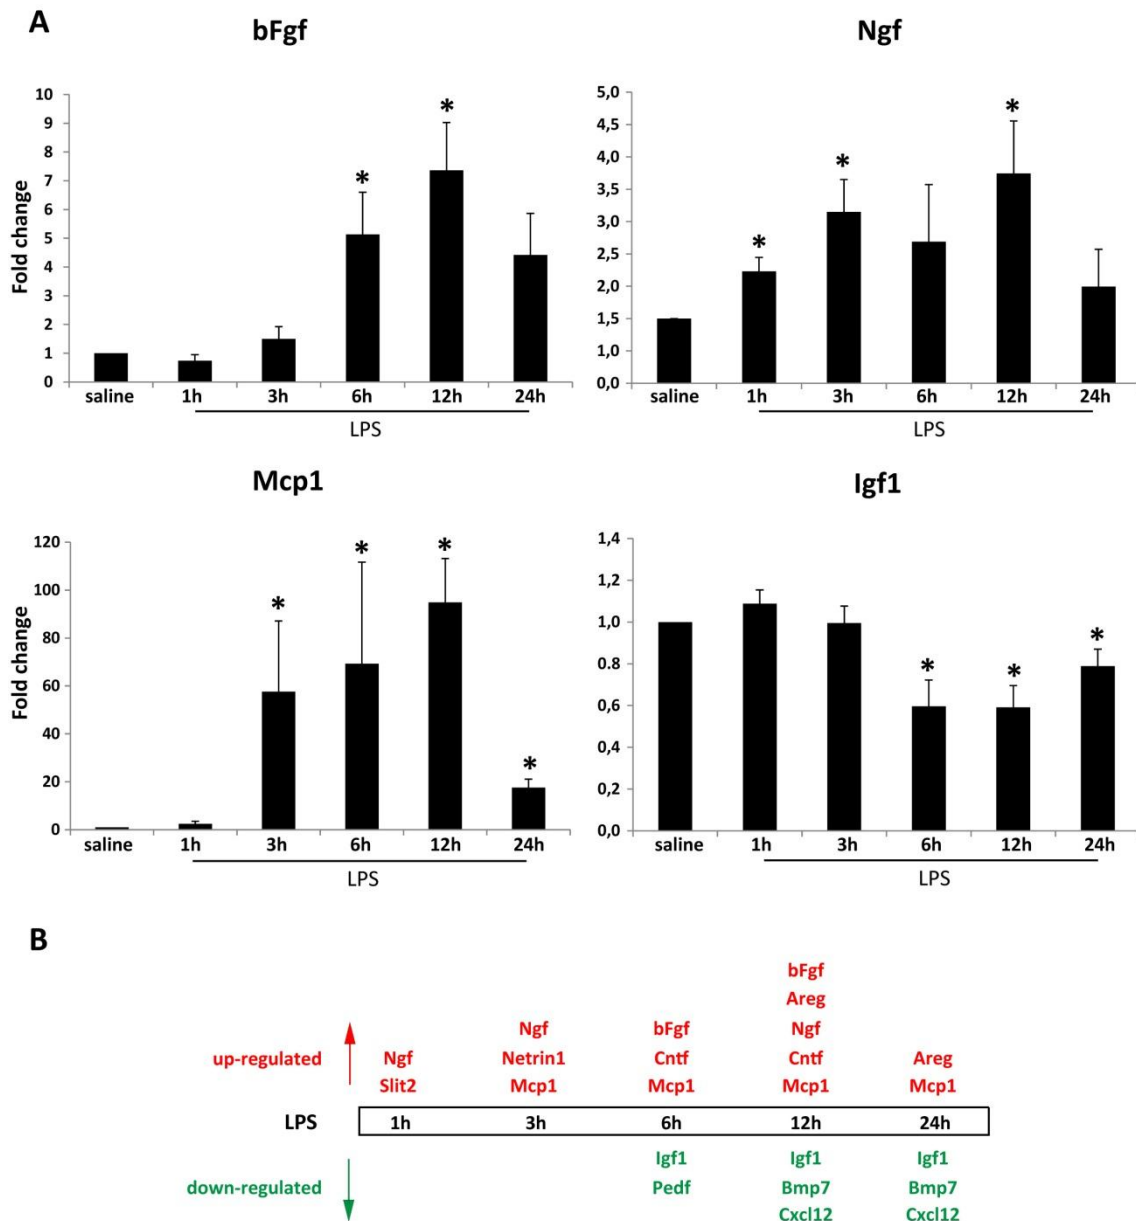 A
bFgf
Fold change
10
9
8
7
6
5
4
3
2
1
0
* *
saline 1h 3h 6h 12h 24h
LPS
Ngf
5,0
4,5
4,0
3,5
3,0
2,5
2,0
1,5
1,0
0,5
0,0
* * *
saline 1h 3h 6h 12h 24h
LPS
Mcp1
Fold change
120
100
80
60
40
20
0
* * * *
saline 1h 3h 6h 12h 24h
LPS
Igf1
1,4
1,2
1,0
0,8
0,6
0,4
0,2
0,0
* * *
saline 1h 3h 6h 12h 24h
LPS
B
bFgf
Areg
Ngf bFgf Ngf
up-regulated Ngf Netrin1 Cntf Cntf Areg
Slit2 Mcp1 Mcp1 Mcp1 Mcp1
LPS 1h 3h 6h 12h 24h
Igf1 Igf1 Igf1
down-regulated Pedf Bmp7 Bmp7
Cxcl12 Cxcl12